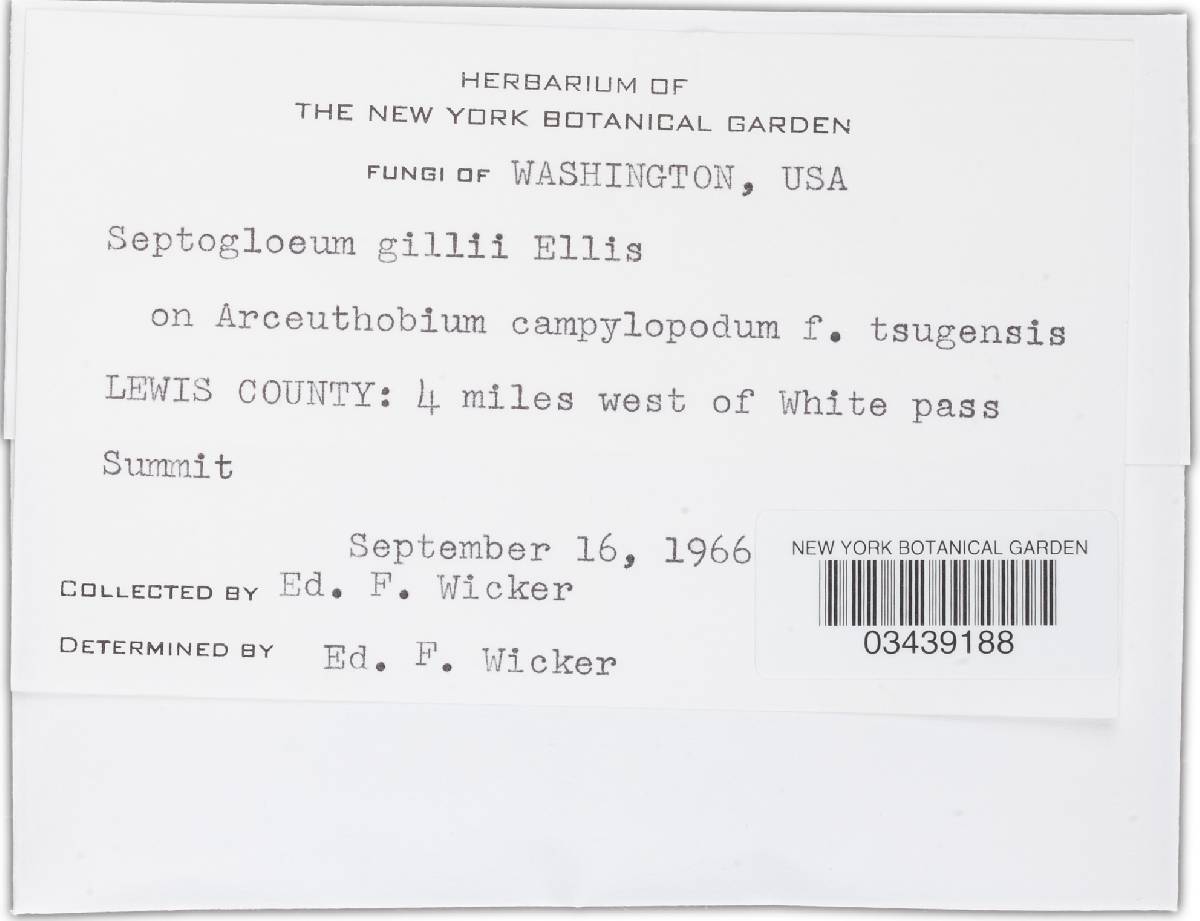 HERBARIUM OF
THE NEW YORK BOTANICAL GARDEN
FUNGI OF WASHINGTON, USA
Septogloeum gillii Ellis
on Arceuthobium campylopodum f. tsugensis
LEWIS COUNTY: 4 miles west of White pass
Summit
September 16, 1966
COLLECTED BY Ed. F. Wicker
DETERMINED BY Ed. F. Wicker
NEW YORK BOTANICAL GARDEN
03439188